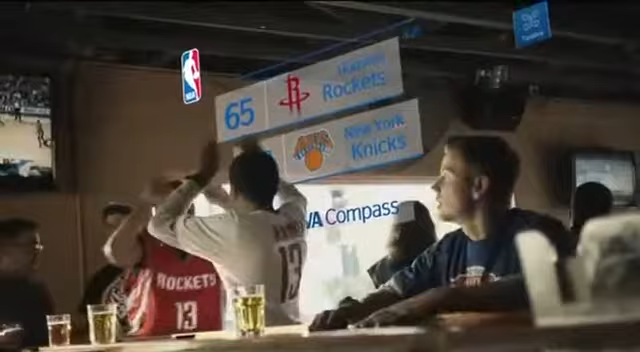 NBA
65
Houston
Rockets
New York
Knicks
VA Compass
ROCKETS
13
13